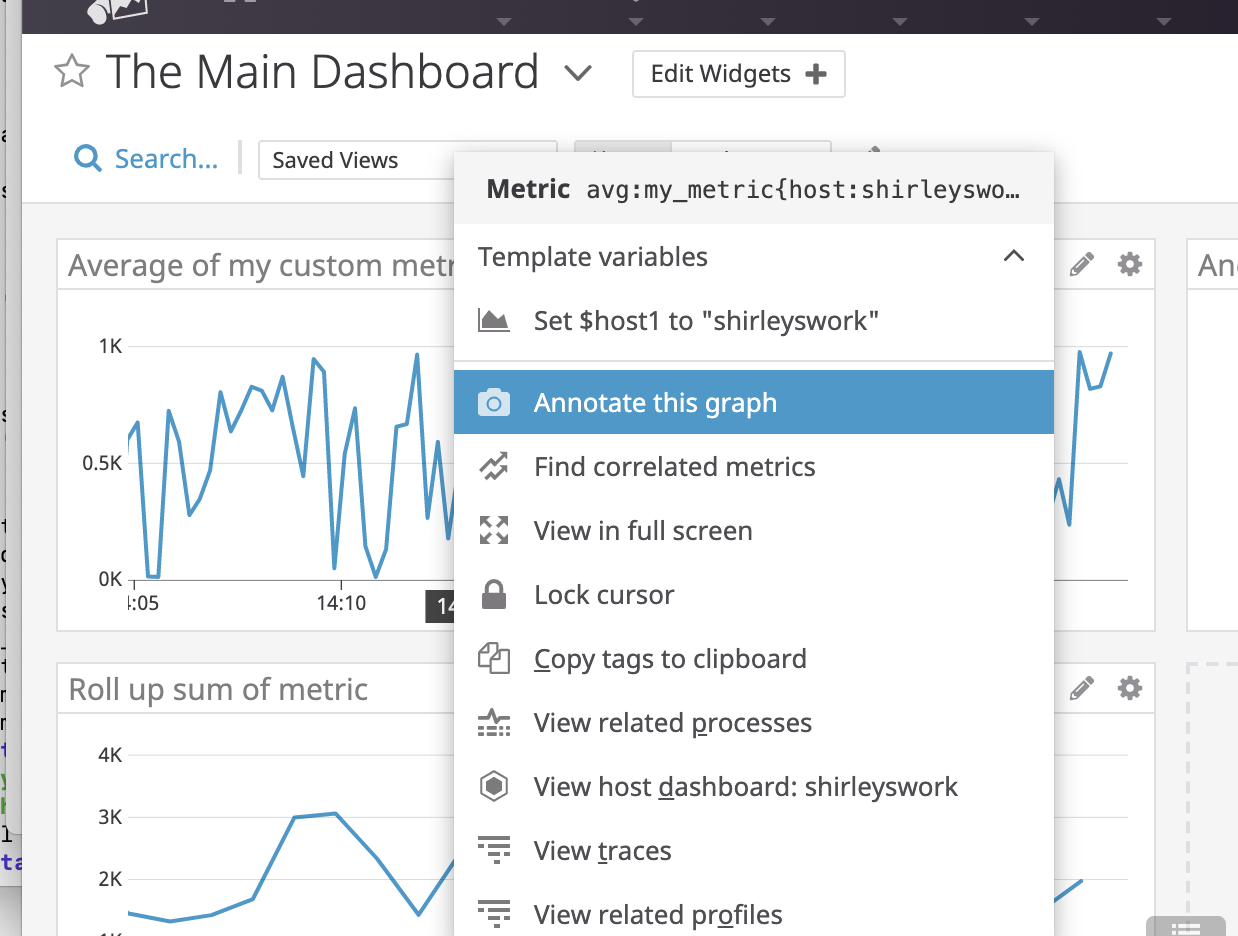 The Main Dashboard
Edit Widgets
Search...
Saved Views
Metric avg:my_metric{host:shirleyswo…
Template variables
Set $host1 to "shirleyswork"
Annotate this graph
Find correlated metrics
View in full screen
Lock cursor
Copy tags to clipboard
View related processes
View host dashboard: shirleyswork
View traces
View related profiles
Average of my custom metr
1K
0.5K
0K
:05
14:10
14
An
Roll up sum of metric
4K
3K
2K